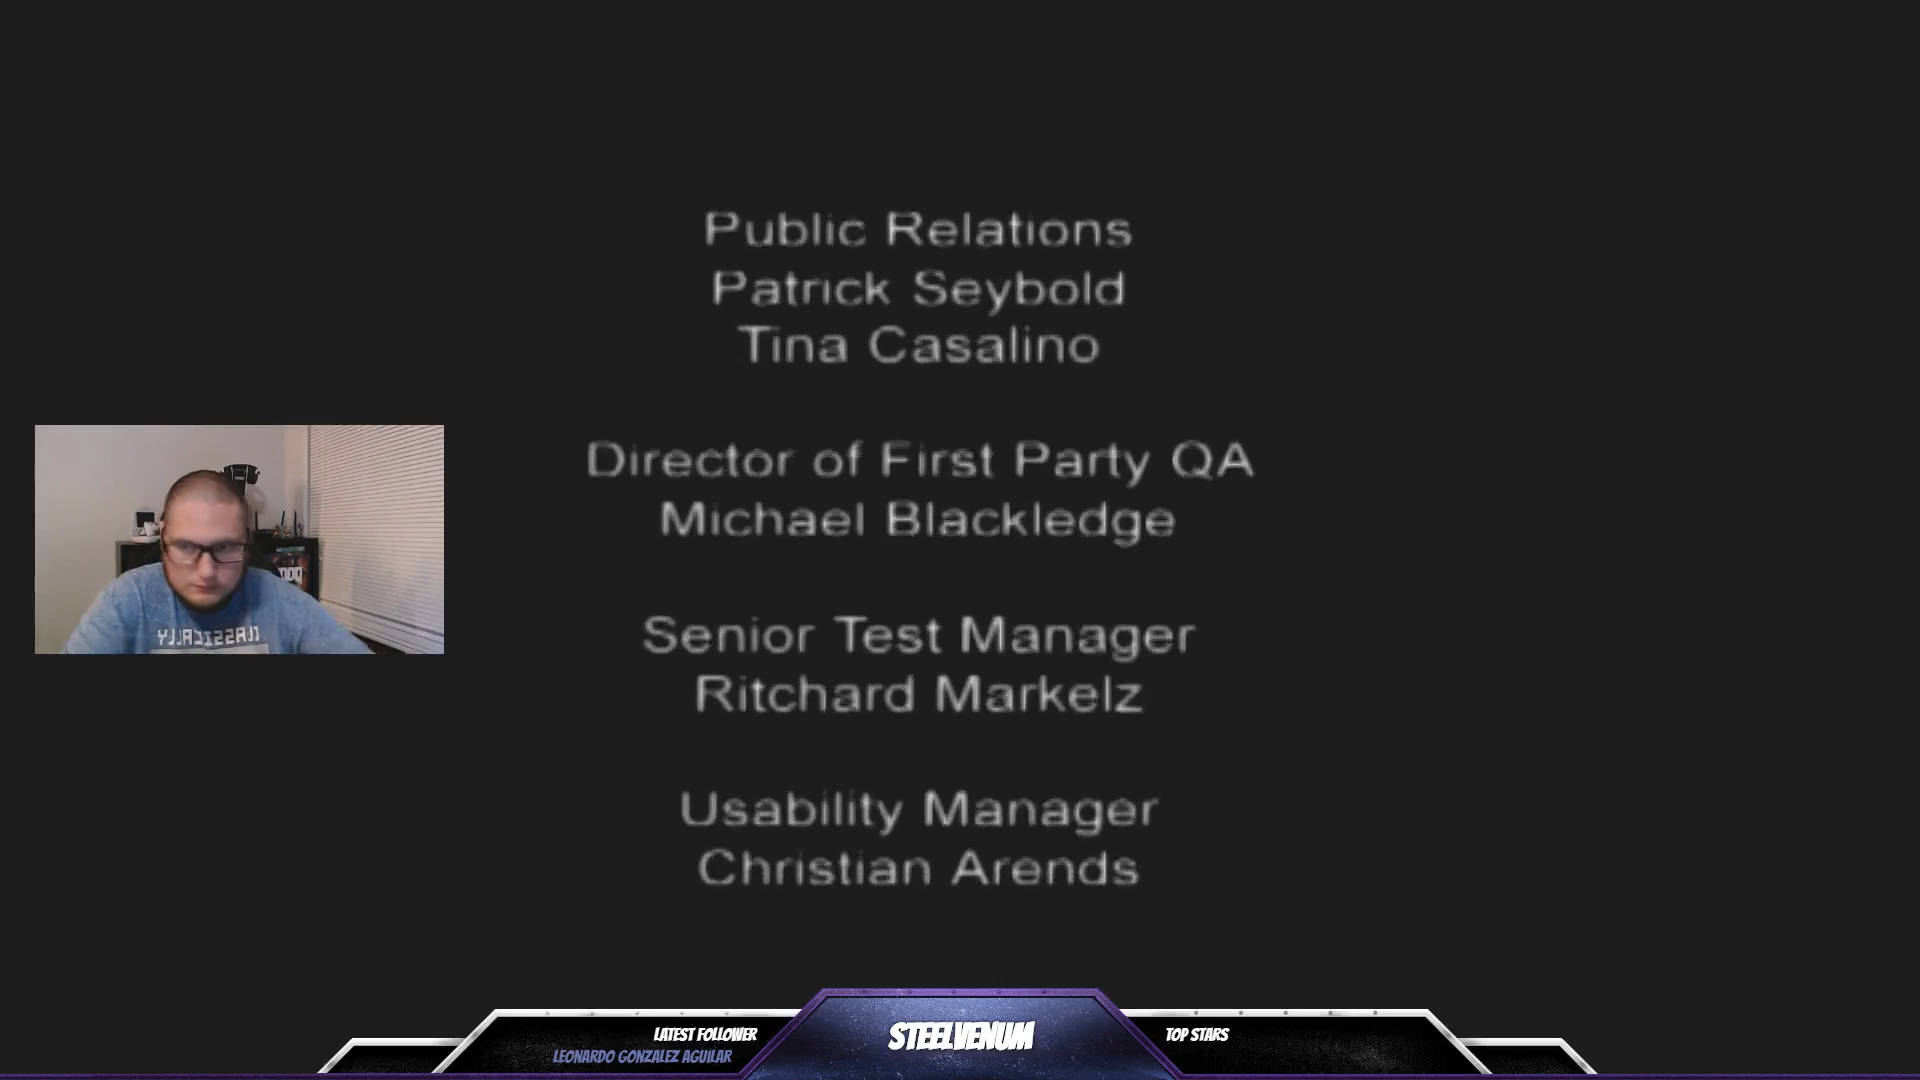 Public Relations
Patrick Seybold
Tina Casalino
Director of First Party QA
Michael Blackledge
Senior Test Manager
Ritchard Markelz
Usability Manager
Christian Arends
CLASSICALLY
LATEST FOLLOWER
LEONARDO GONZALEZ AGUILAR
STEELVENUM
TOP STARS